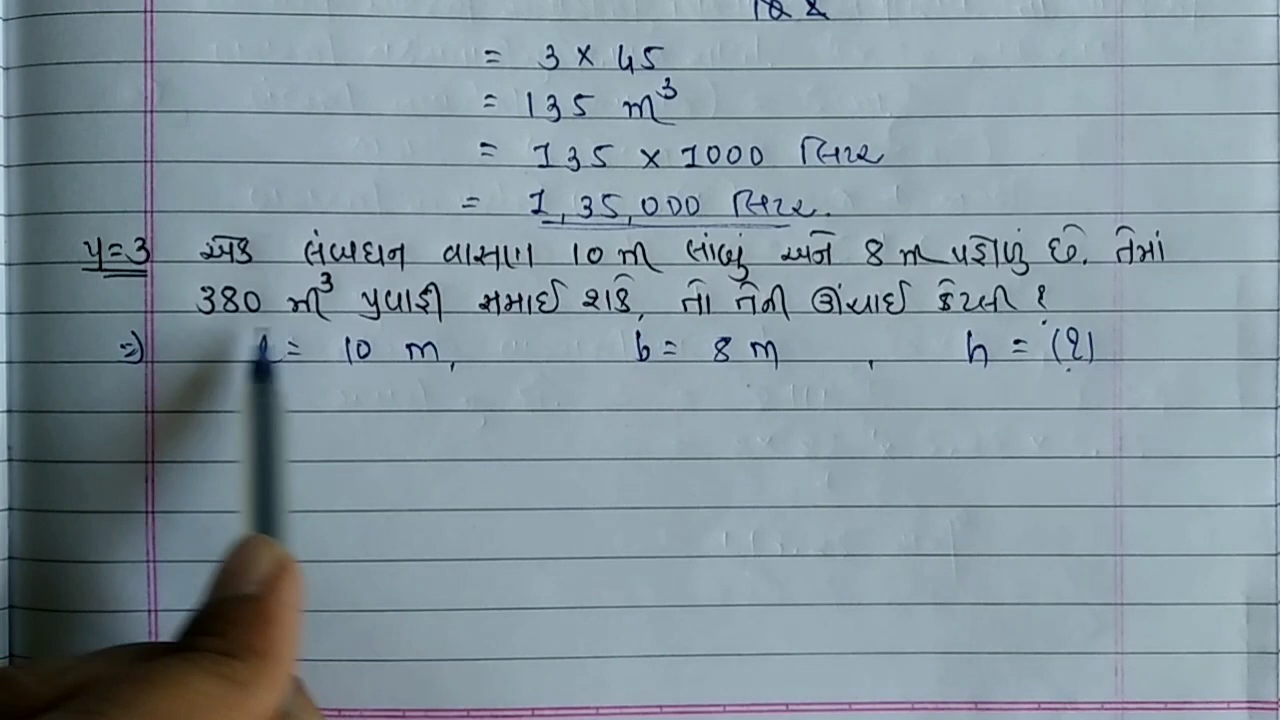 = 3 × 45
= 135 m³
= 135 × 1000 લિટર
= 1,35,000 લિટર.
પ્ર=3 એક લંબઘન વાસણ 10 m લાંબું અને 8 m પહોળું છે. તેમાં
380 મી³ પ્રવાહી સમાઈ શકે, તો તેની ઊંચાઈ કેટલી ?
⇒ l = 10 m, b = 8 m , h = (?)